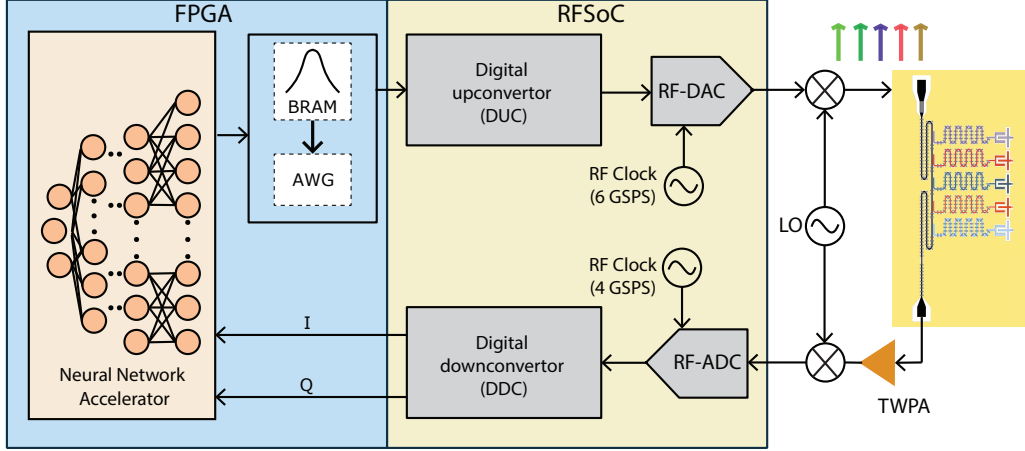 FPGA
RFSoC
BRAM
AWG
Digital
upconvertor
(DUC)
RF-DAC
RF Clock
(6 GSPS)
LO
RF Clock
(4 GSPS)
I
Q
Digital
downconvertor
(DDC)
RF-ADC
TWPA
Neural Network
Accelerator